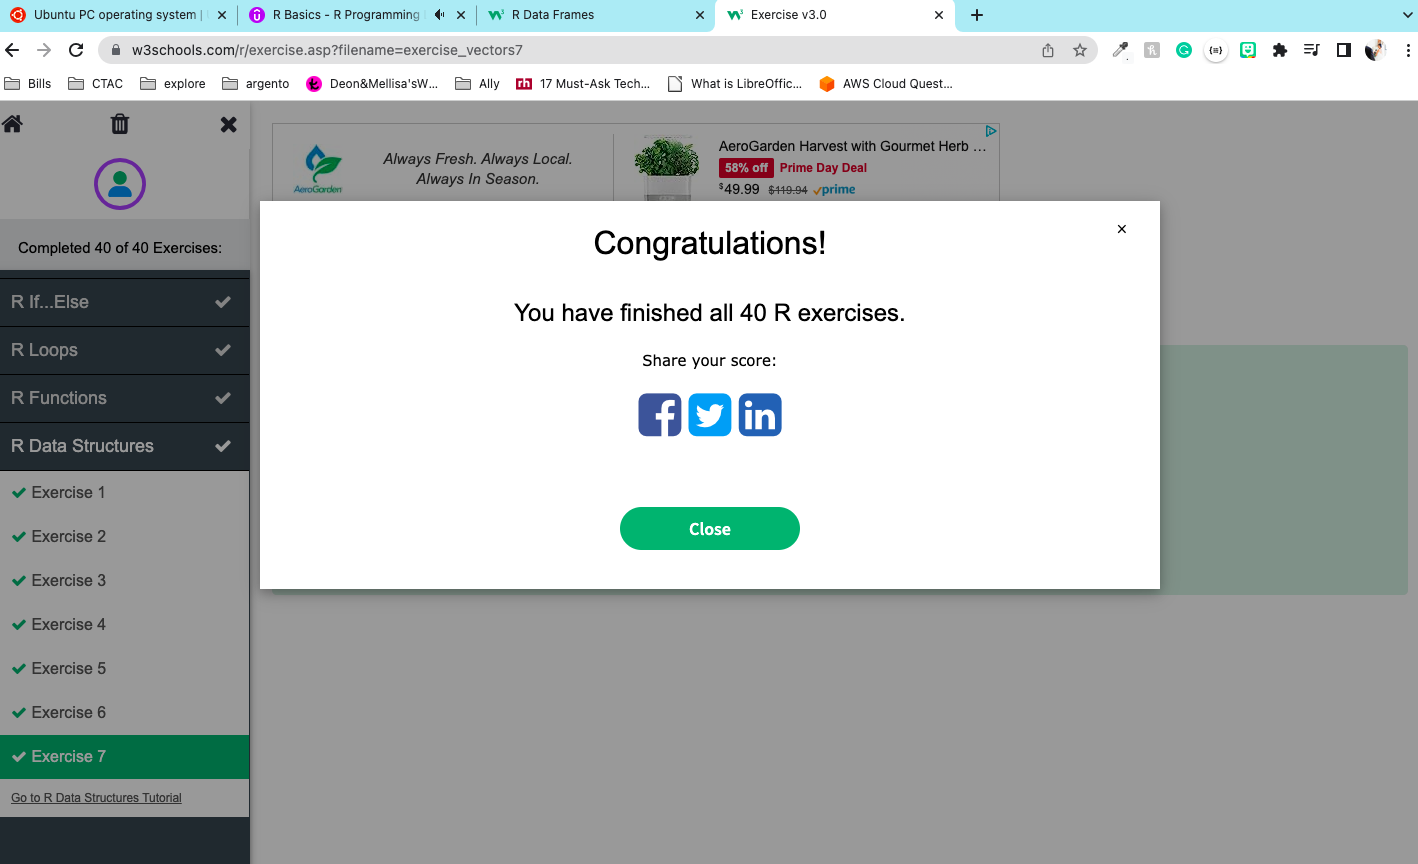 Ubuntu PC operating system |
R Basics - R Programming
R Data Frames
Exercise v3.0
w3schools.com/r/exercise.asp?filename=exercise_vectors7
Bills
CTAC
explore
argento
Deon&Mellisa'sW...
Ally
rh
17 Must-Ask Tech...
What is LibreOffic...
AWS Cloud Quest...
AeroGarden
Always Fresh. Always Local.
Always In Season.
AeroGarden Harvest with Gourmet Herb ...
58% off Prime Day Deal
$49.99 $119.94 prime
Completed 40 of 40 Exercises:
R If...Else
R Loops
R Functions
R Data Structures
Exercise 1
Exercise 2
Exercise 3
Exercise 4
Exercise 5
Exercise 6
Exercise 7
Go to R Data Structures Tutorial
×
Congratulations!
You have finished all 40 R exercises.
Share your score:
f
in
Close